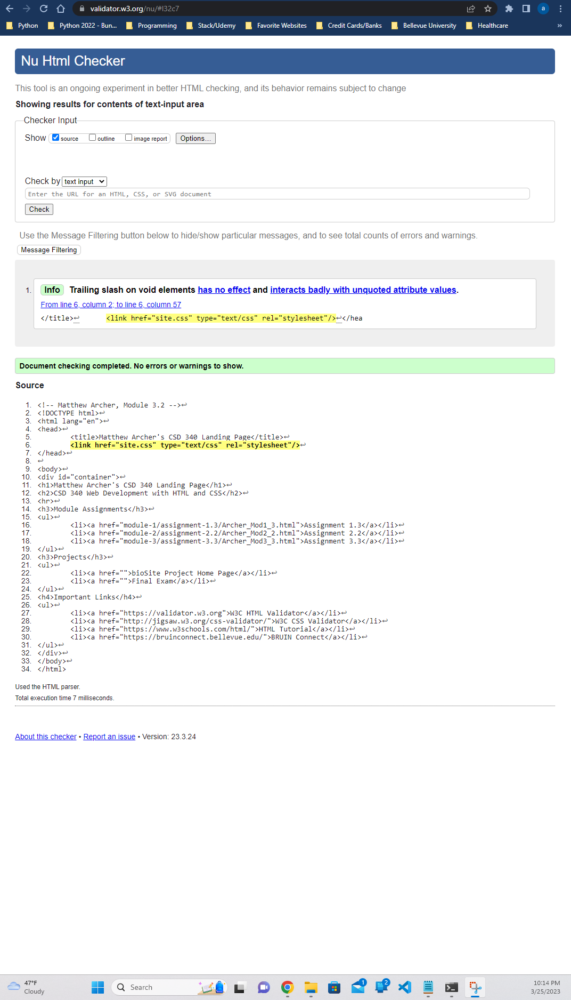 validator.w3.org/nu/#l32c7
a
Python
Python 2022 - Bun...
Programming
Stack/Udemy
Favorite Websites
Credit Cards/Banks
Bellevue University
Healthcare
»
Nu Html Checker
This tool is an ongoing experiment in better HTML checking, and its behavior remains subject to change
Showing results for contents of text-input area
Checker Input
Show source outline image report Options...
Check by text input
Enter the URL for an HTML, CSS, or SVG document
Check
Use the Message Filtering button below to hide/show particular messages, and to see total counts of errors and warnings.
Message Filtering
1. Info Trailing slash on void elements has no effect and interacts badly with unquoted attribute values.
From line 6, column 2; to line 6, column 57
</title>↩ <link href="site.css" type="text/css" rel="stylesheet"/>↩</hea
Document checking completed. No errors or warnings to show.
Source
1. <!-- Matthew Archer, Module 3.2 -->↩
2. <!DOCTYPE html>↩
3. <html lang="en">↩
4. <head>↩
5. <title>Matthew Archer's CSD 340 Landing Page</title>↩
6. <link href="site.css" type="text/css" rel="stylesheet"/>↩
7. </head>↩
8. ↩
9. <body>↩
10. <div id="container">↩
11. <h1>Matthew Archer's CSD 340 Landing Page</h1>↩
12. <h2>CSD 340 Web Development with HTML and CSS</h2>↩
13. <hr>↩
14. <h3>Module Assignments</h3>↩
15. <ul>↩
16. <li><a href="module-1/assignment-1.3/Archer_Mod1_3.html">Assignment 1.3</a></li>↩
17. <li><a href="module-2/assignment-2.2/Archer_Mod2_2.html">Assignment 2.2</a></li>↩
18. <li><a href="module-3/assignment-3.3/Archer_Mod3_3.html">Assignment 3.3</a></li>↩
19. </ul>↩
20. <h3>Projects</h3>↩
21. <ul>↩
22. <li><a href="">bioSite Project Home Page</a></li>↩
23. <li><a href="">Final Exam</a></li>↩
24. </ul>↩
25. <h4>Important Links</h4>↩
26. <ul>↩
27. <li><a href="https://validator.w3.org">W3C HTML Validator</a></li>↩
28. <li><a href="http://jigsaw.w3.org/css-validator/">W3C CSS Validator</a></li>↩
29. <li><a href="https://www.w3schools.com/html/">HTML Tutorial</a></li>↩
30. <li><a href="https://bruinconnect.bellevue.edu/">BRUIN Connect</a></li>↩
31. </ul>↩
32. </div>↩
33. </body>↩
34. </html>
Used the HTML parser.
Total execution time 7 milliseconds.
About this checker • Report an issue • Version: 23.3.24
47°F
Cloudy
Search
1
2
10:14 PM
3/25/2023